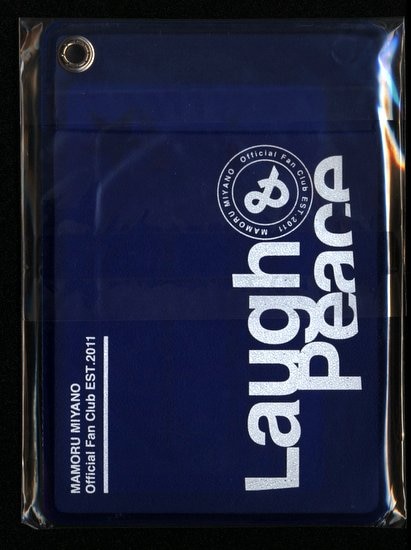 MAMORU MIYANO
Official Fan Club EST.2011
Laugh
&
Peace
MAMORU MIYANO Official Fan Club EST.2011